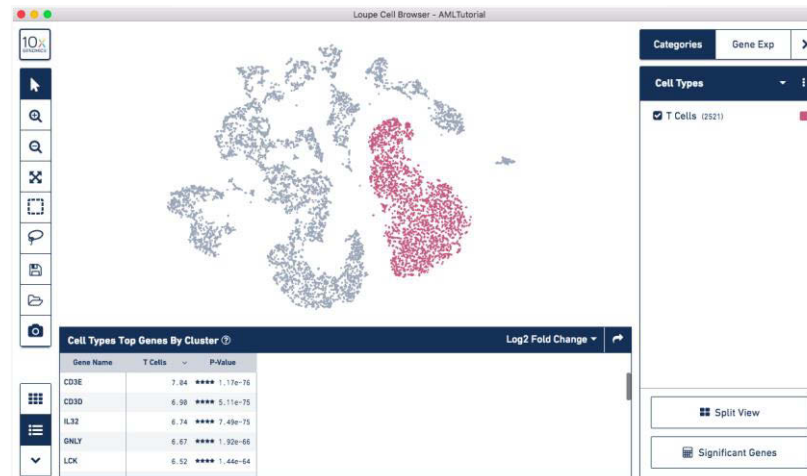 Loupe Cell Browser - AMLTutorial
10x
GENOMICS
Categories
Gene Exp
Cell Types
T Cells (2521)
Cell Types Top Genes By Cluster
Log2 Fold Change
Gene Name T Cells P-Value
CD3E 7.04 **** 1.17e-76
CD3D 6.98 **** 5.11e-75
IL32 6.74 **** 7.49e-75
GNLY 6.67 **** 1.92e-66
LCK 6.52 **** 1.44e-64
Split View
Significant Genes